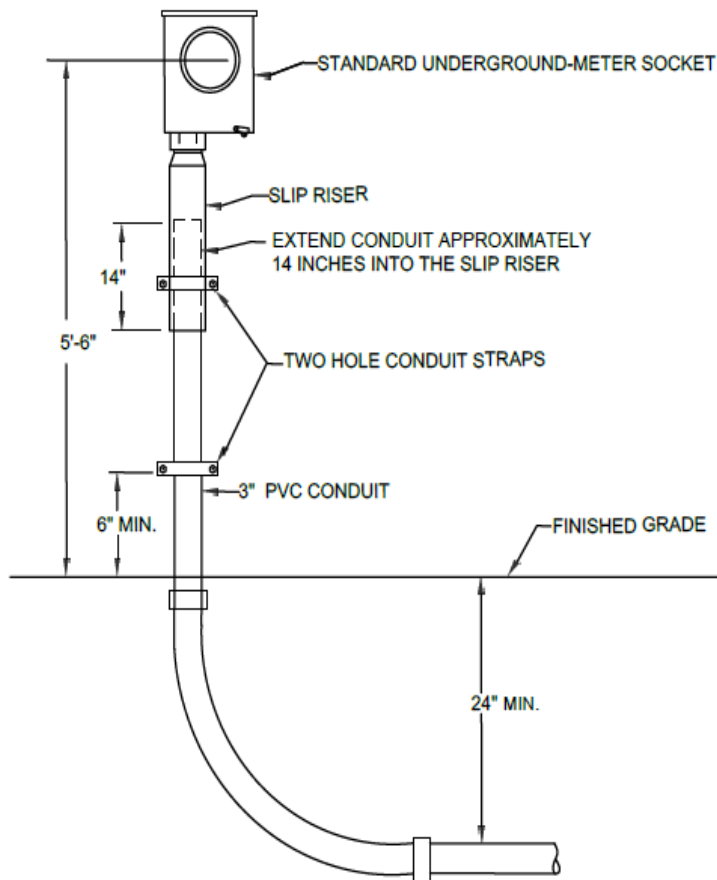 STANDARD UNDERGROUND-METER SOCKET
SLIP RISER
EXTEND CONDUIT APPROXIMATELY
14 INCHES INTO THE SLIP RISER
14"
5'-6"
TWO HOLE CONDUIT STRAPS
3" PVC CONDUIT
6" MIN.
FINISHED GRADE
24" MIN.